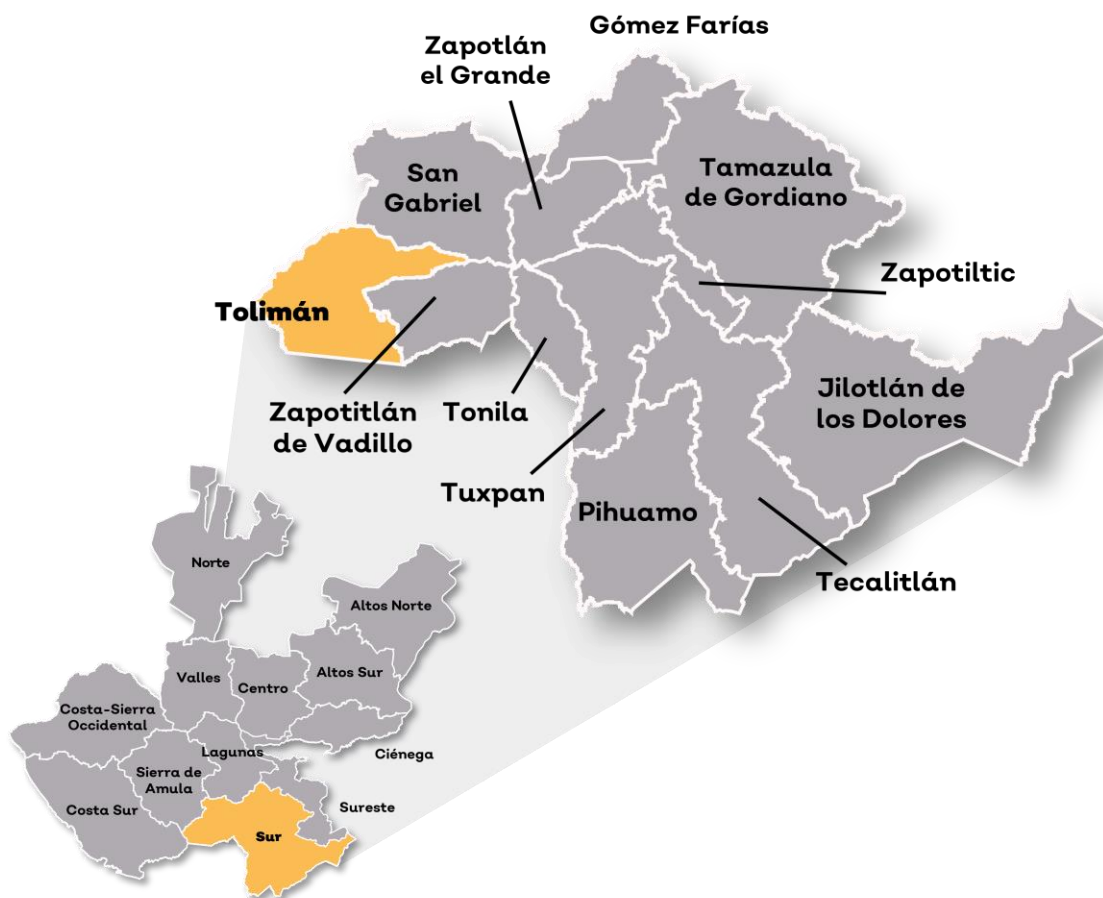 Gómez Farías
Zapotlán
el Grande
San
Gabriel
Tamazula
de Gordiano
Zapotiltic
Tolimán
Jilotlán de
los Dolores
Zapotitlán
de Vadillo
Tonila
Tuxpan
Pihuamo
Tecalitlán
Norte
Altos Norte
Valles
Centro
Altos Sur
Costa-Sierra
Occidental
Lagunas
Ciénega
Sierra de
Amula
Costa Sur
Sureste
Sur